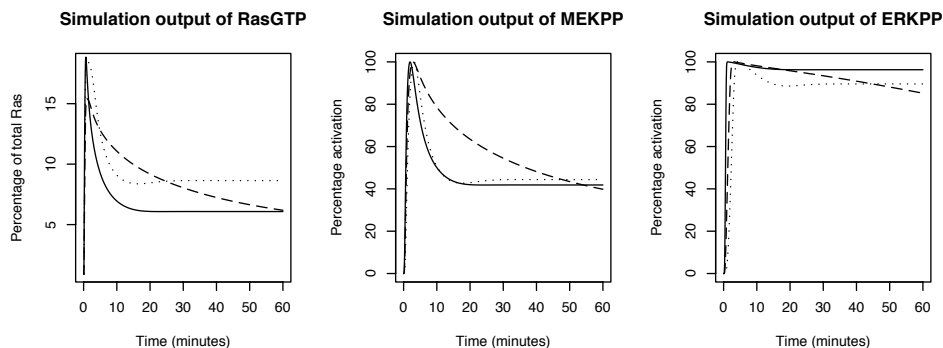 Simulation output of RasGTP
Percentage of total Ras
15
10
5
0 10 20 30 40 50 60
Time (minutes)
Simulation output of MEKPP
Percentage activation
100
80
60
40
20
0
0 10 20 30 40 50 60
Time (minutes)
Simulation output of ERKPP
Percentage activation
100
80
60
40
20
0
0 10 20 30 40 50 60
Time (minutes)